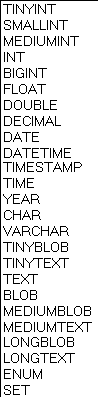 TINYINT
SMALLINT
MEDIUMINT
INT
BIGINT
FLOAT
DOUBLE
DECIMAL
DATE
DATETIME
TIMESTAMP
TIME
YEAR
CHAR
VARCHAR
TINYBLOB
TINYTEXT
TEXT
BLOB
MEDIUMBLOB
MEDIUMTEXT
LONGBLOB
LONGTEXT
ENUM
SET